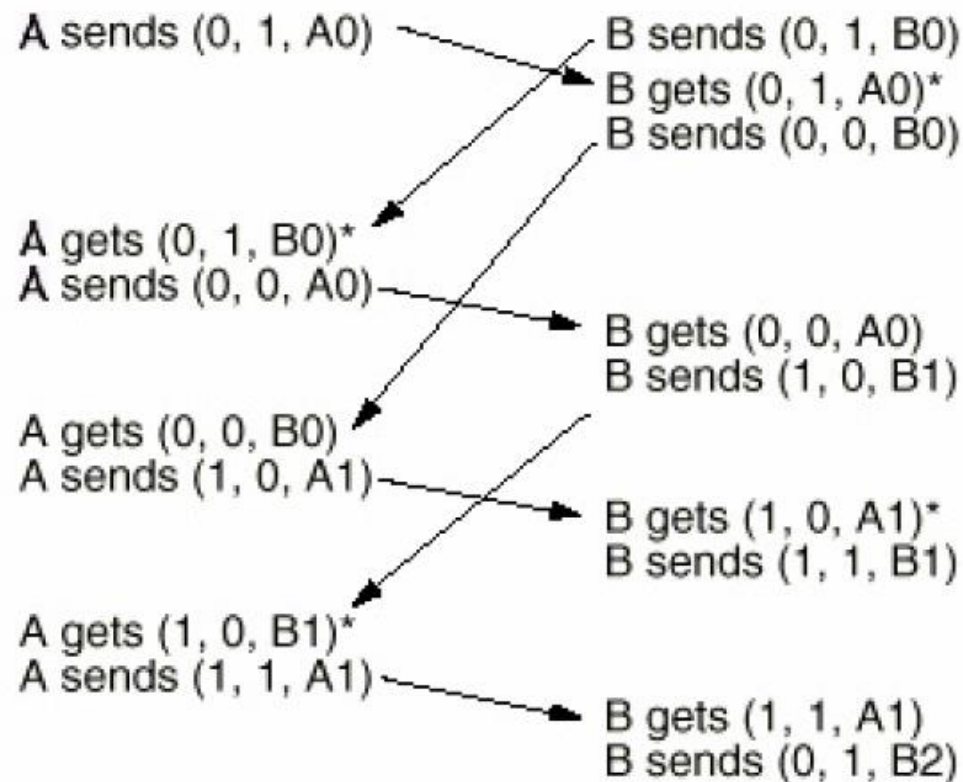 A sends (0, 1, A0)
B sends (0, 1, B0)
B gets (0, 1, A0)*
B sends (0, 0, B0)
A gets (0, 1, B0)*
A sends (0, 0, A0)
B gets (0, 0, A0)
B sends (1, 0, B1)
A gets (0, 0, B0)
A sends (1, 0, A1)
B gets (1, 0, A1)*
B sends (1, 1, B1)
A gets (1, 0, B1)*
A sends (1, 1, A1)
B gets (1, 1, A1)
B sends (0, 1, B2)